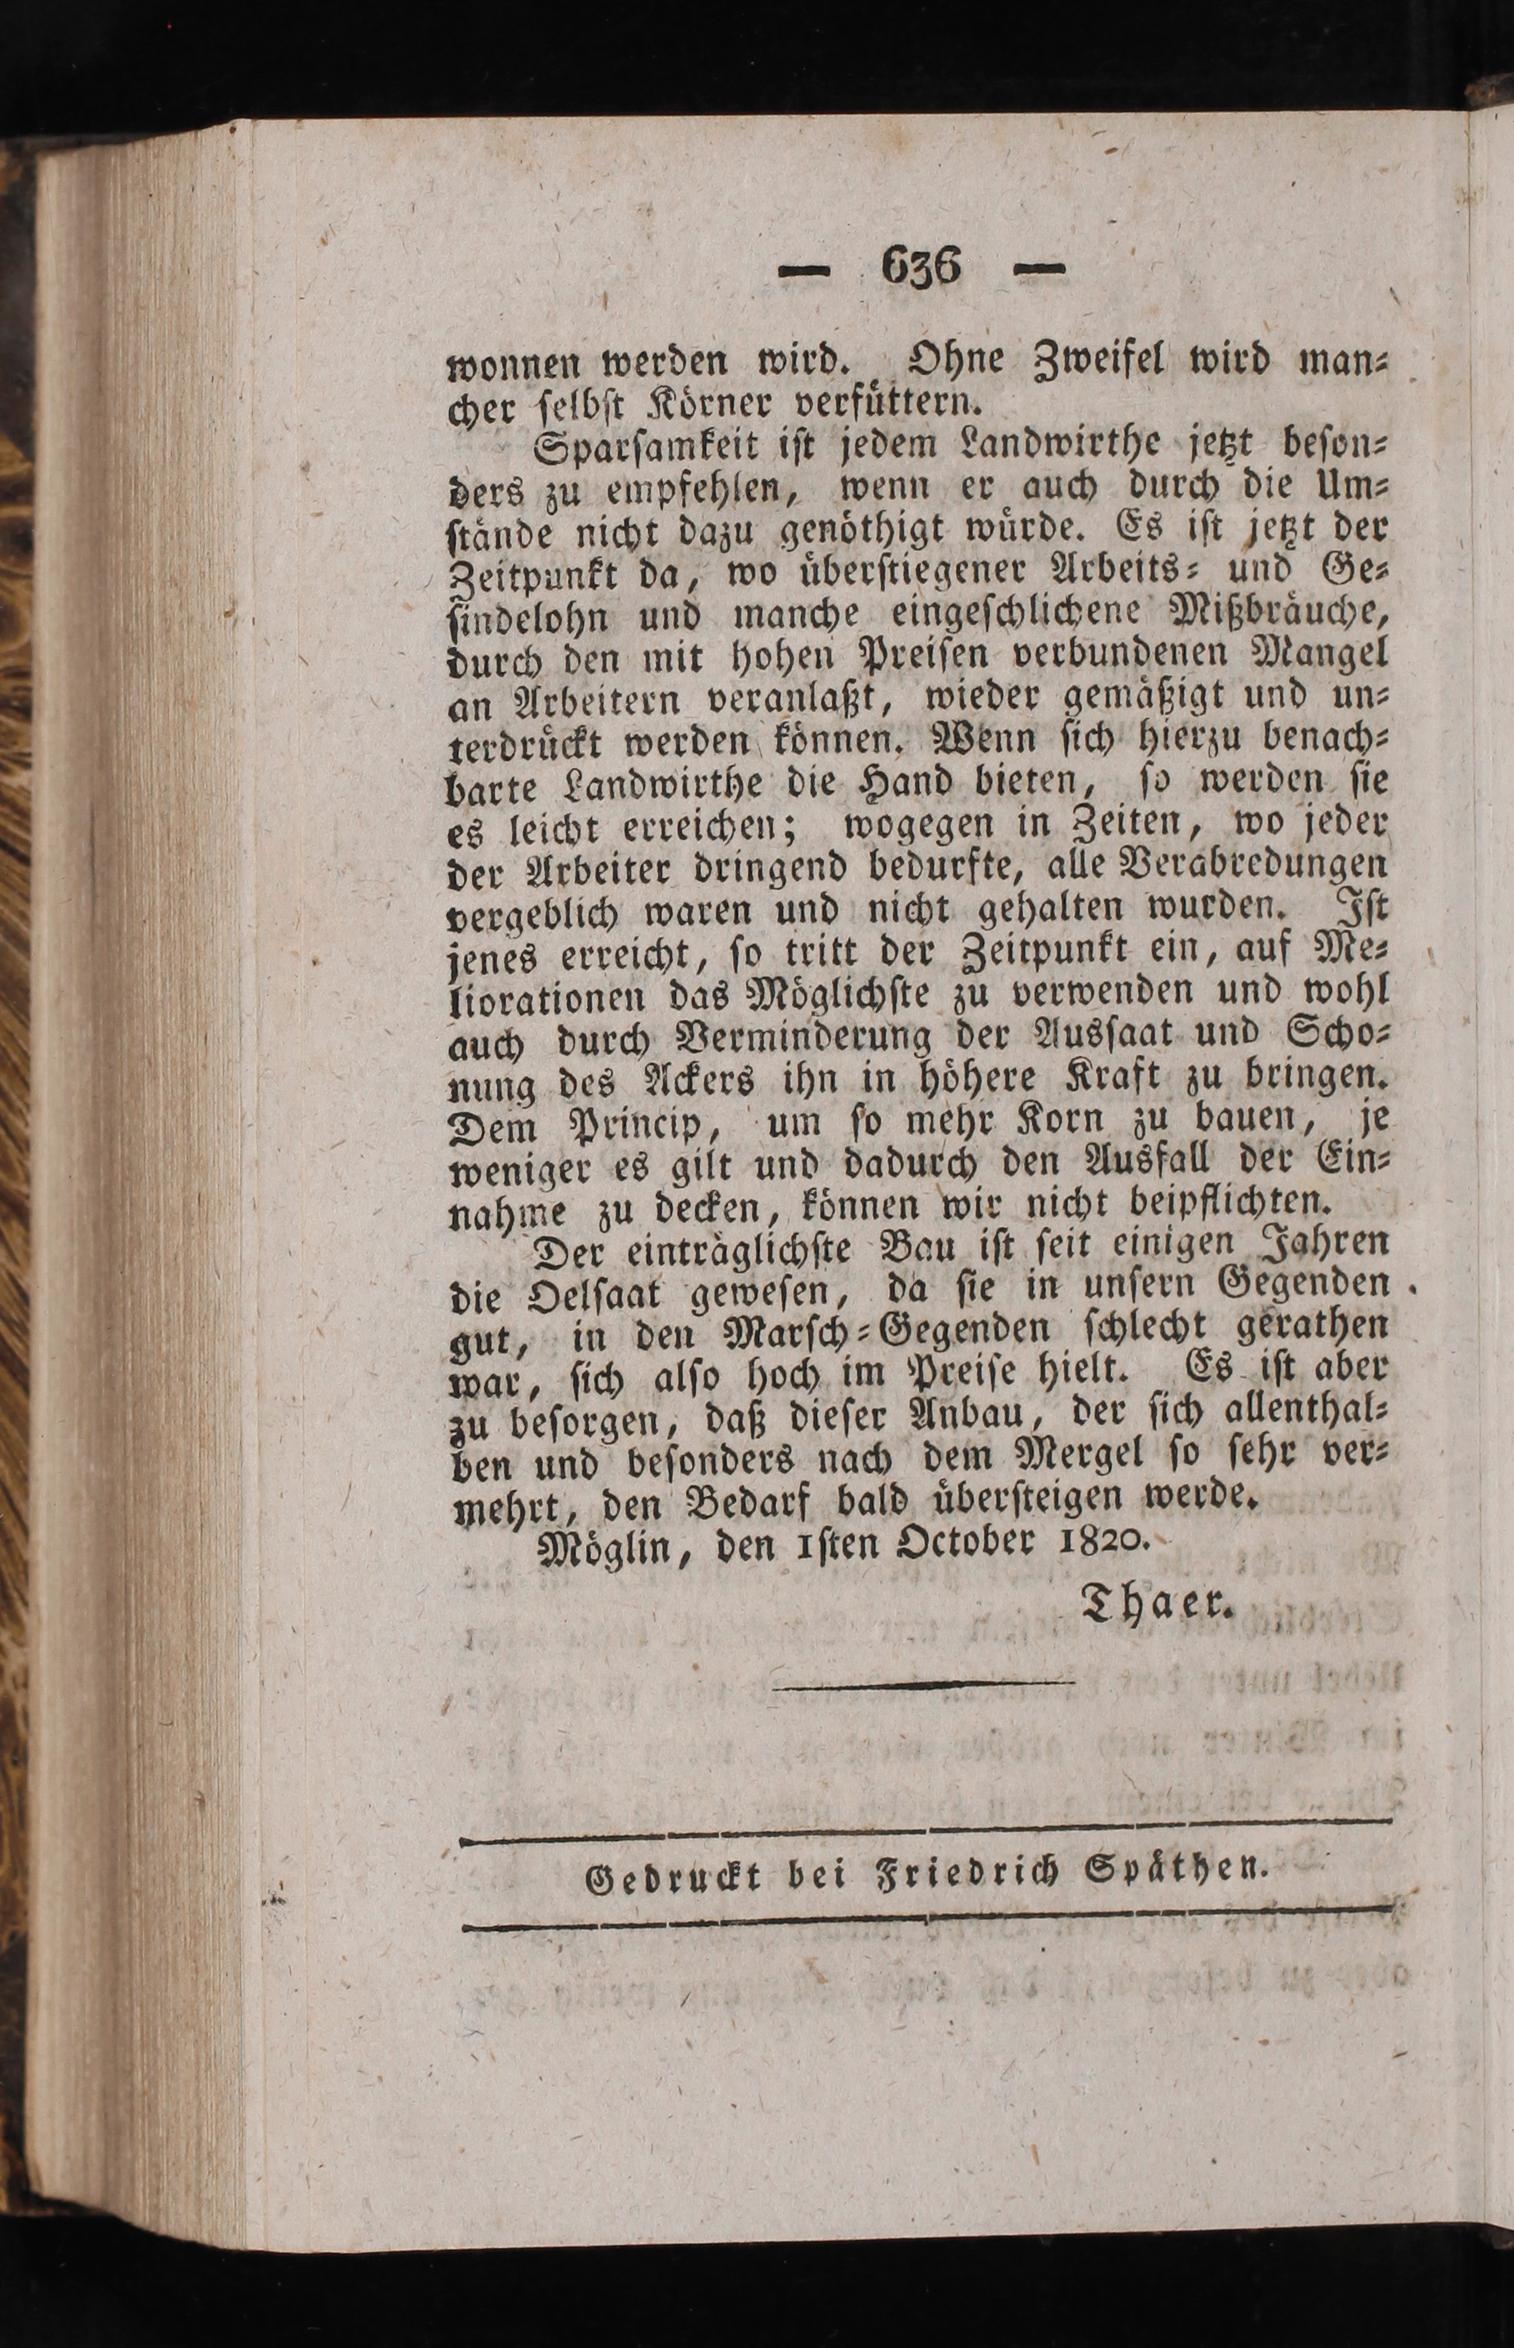 — 636 —
wonnen werden wird. Ohne Zweifel wird man⸗
cher ſelbſt Körner verfüttern.
Sparſamkeit iſt jedem Landwirthe jetzt beſon⸗
ders zu empfehlen, wenn er auch durch die Um⸗
ſtände nicht dazu genöthigt würde. Es iſt jetzt der
Zeitpunkt da, wo überſtiegener Arbeits⸗ und Ge⸗
ſindelohn und manche eingeſchlichene Mißbräuche,
durch den mit hohen Preiſen verbundenen Mangel
an Arbeitern veranlaßt, wieder gemäßigt und un⸗
terdrückt werden können. Wenn ſich hierzu benach⸗
barte Landwirthe die Hand bieten, ſo werden ſie
es leicht erreichen; wogegen in Zeiten, wo jeder
der Arbeiter dringend bedurfte, alle Verabredungen
vergeblich waren und nicht gehalten wurden. Iſt
jenes erreicht, ſo tritt der Zeitpunkt ein, auf Me⸗
liorationen das Möglichſte zu verwenden und wohl
auch durch Verminderung der Ausſaat und Scho⸗
nung des Ackers ihn in höhere Kraft zu bringen.
Dem Princip, um ſo mehr Korn zu bauen, je
weniger es gilt und dadurch den Ausfall der Ein⸗
nahme zu decken, können wir nicht beipflichten.
Der einträglichſte Bau iſt ſeit einigen Jahren
die Oelſaat geweſen, da ſie in unſern Gegenden
gut, in den Marſch⸗Gegenden ſchlecht gerathen
war, ſich alſo hoch im Preiſe hielt. Es iſt aber
zu beſorgen, daß dieſer Anbau, der ſich allenthal⸗
ben und beſonders nach dem Mergel ſo ſehr ver⸗
mehrt, den Bedarf bald überſteigen werde.
Möglin, den 1ſten October 1820.
Thaer.
Gedruckt bei Friedrich Späthen.